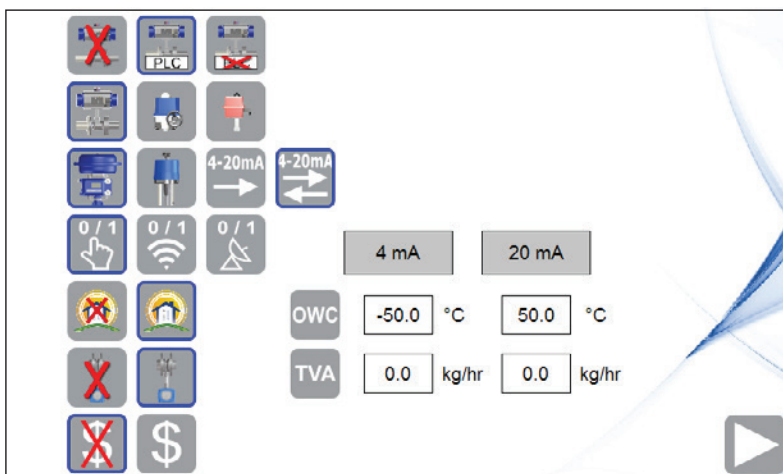 PLC
4-20mA
4-20mA
0 / 1
0 / 1
0 / 1
4 mA
20 mA
OWC
-50.0
°C
50.0
°C
TVA
0.0
kg/hr
0.0
kg/hr
$
$